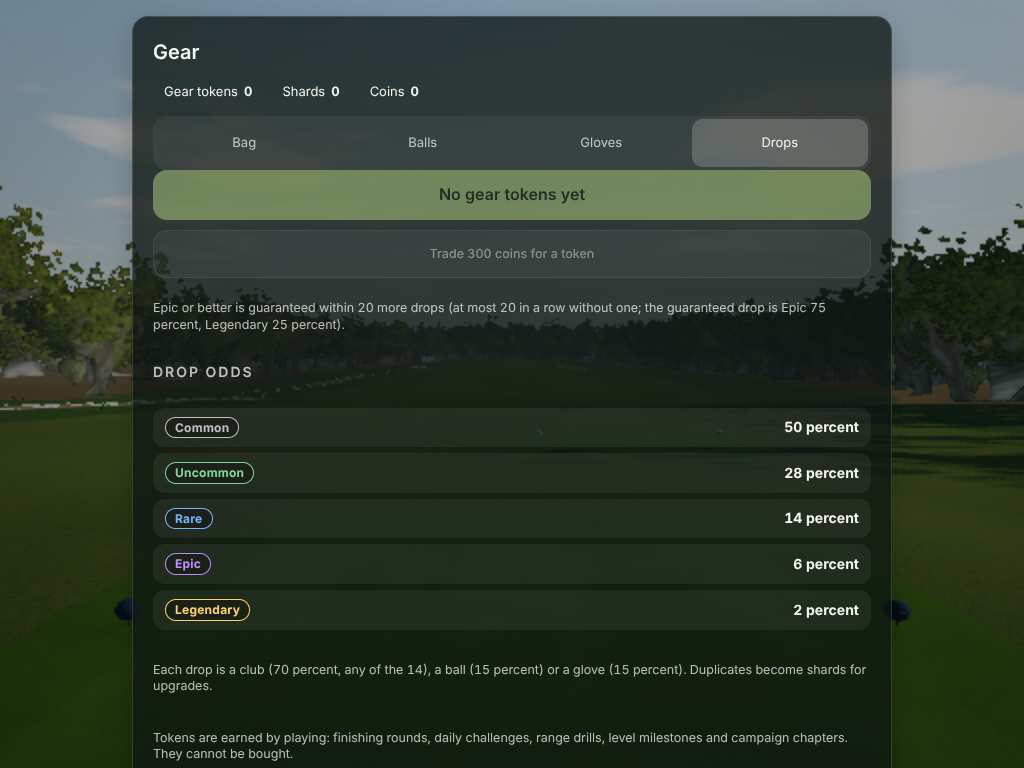 Gear
Gear tokens 0 Shards 0 Coins 0
Bag Balls Gloves Drops
No gear tokens yet
Trade 300 coins for a token
Epic or better is guaranteed within 20 more drops (at most 20 in a row without one; the guaranteed drop is Epic 75
percent, Legendary 25 percent).
DROP ODDS
Common 50 percent
Uncommon 28 percent
Rare 14 percent
Epic 6 percent
Legendary 2 percent
Each drop is a club (70 percent, any of the 14), a ball (15 percent) or a glove (15 percent). Duplicates become shards for
upgrades.
Tokens are earned by playing: finishing rounds, daily challenges, range drills, level milestones and campaign chapters.
They cannot be bought.